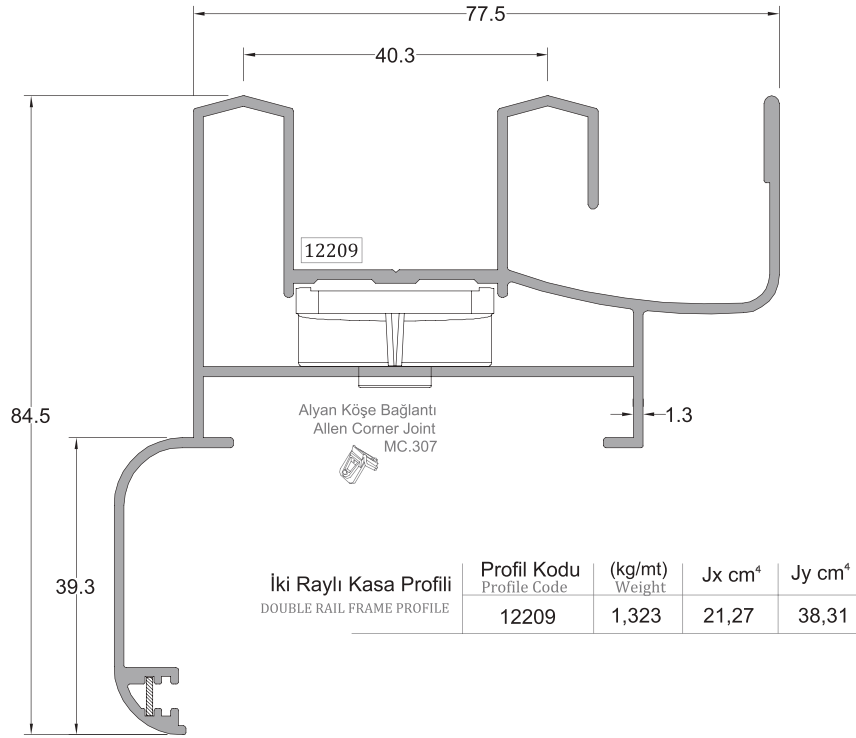 77.5
40.3
12209
84.5
1.3
Alyan Köşe Bağlantı
Allen Corner Joint
MC.307
39.3
İki Raylı Kasa Profili
DOUBLE RAIL FRAME PROFILE
Profil Kodu
Profile Code
(kg/mt)
Weight
Jx cm⁴
Jy cm⁴
12209
1,323
21,27
38,31